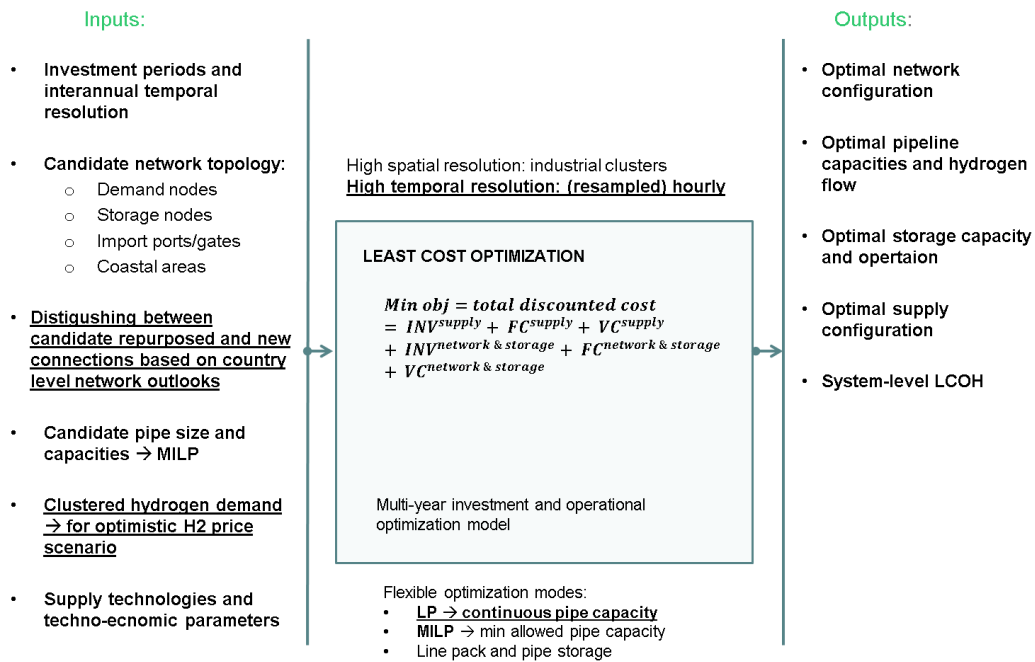 Inputs:
• Investment periods and
interannual temporal
resolution
• Candidate network topology:
o Demand nodes
o Storage nodes
o Import ports/gates
o Coastal areas
• Distigushing between
candidate repurposed and new
connections based on country
level network outlooks
• Candidate pipe size and
capacities → MILP
• Clustered hydrogen demand
→ for optimistic H2 price
scenario
• Supply technologies and
techno-ecnomic parameters
High spatial resolution: industrial clusters
High temporal resolution: (resampled) hourly
LEAST COST OPTIMIZATION
Min obj = total discounted cost
= INV^supply + FC^supply + VC^supply
+ INV^network & storage + FC^network & storage
+ VC^network & storage
Multi-year investment and operational
optimization model
Flexible optimization modes:
• LP → continuous pipe capacity
• MILP → min allowed pipe capacity
• Line pack and pipe storage
Outputs:
• Optimal network
configuration
• Optimal pipeline
capacities and hydrogen
flow
• Optimal storage capacity
and opertaion
• Optimal supply
configuration
• System-level LCOH